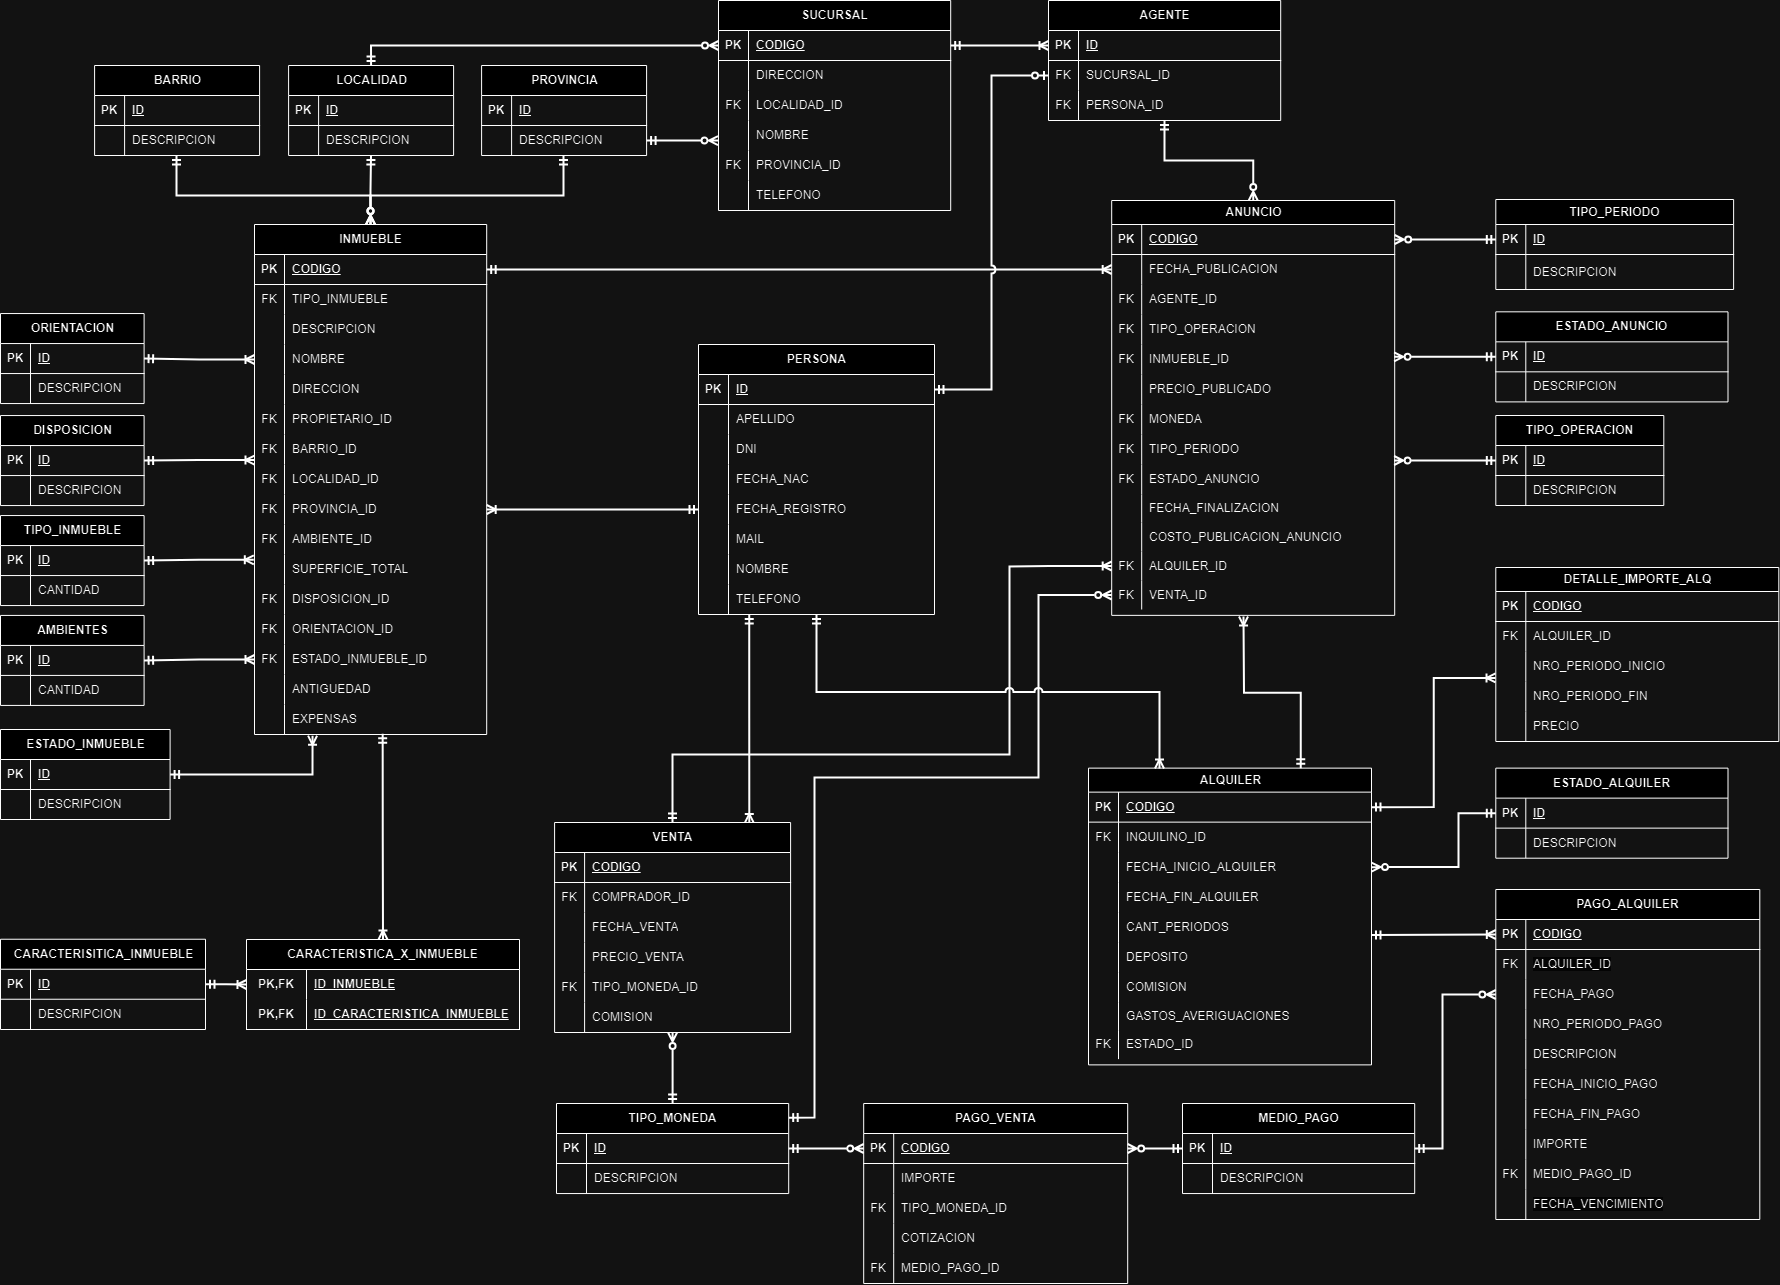 SUCURSAL
PK CODIGO
DIRECCION
FK LOCALIDAD_ID
NOMBRE
FK PROVINCIA_ID
TELEFONO
AGENTE
PK ID
FK SUCURSAL_ID
FK PERSONA_ID
BARRIO
PK ID
DESCRIPCION
LOCALIDAD
PK ID
DESCRIPCION
PROVINCIA
PK ID
DESCRIPCION
INMUEBLE
PK CODIGO
FK TIPO_INMUEBLE
DESCRIPCION
NOMBRE
DIRECCION
FK PROPIETARIO_ID
FK BARRIO_ID
FK LOCALIDAD_ID
FK PROVINCIA_ID
FK AMBIENTE_ID
SUPERFICIE_TOTAL
FK DISPOSICION_ID
FK ORIENTACION_ID
FK ESTADO_INMUEBLE_ID
ANTIGUEDAD
EXPENSAS
ANUNCIO
PK CODIGO
FECHA_PUBLICACION
FK AGENTE_ID
FK TIPO_OPERACION
FK INMUEBLE_ID
PRECIO_PUBLICADO
FK MONEDA
FK TIPO_PERIODO
FK ESTADO_ANUNCIO
FECHA_FINALIZACION
COSTO_PUBLICACION_ANUNCIO
FK ALQUILER_ID
FK VENTA_ID
TIPO_PERIODO
PK ID
DESCRIPCION
ESTADO_ANUNCIO
PK ID
DESCRIPCION
TIPO_OPERACION
PK ID
DESCRIPCION
ORIENTACION
PK ID
DESCRIPCION
DISPOSICION
PK ID
DESCRIPCION
TIPO_INMUEBLE
PK ID
CANTIDAD
AMBIENTES
PK ID
CANTIDAD
ESTADO_INMUEBLE
PK ID
DESCRIPCION
PERSONA
PK ID
APELLIDO
DNI
FECHA_NAC
FECHA_REGISTRO
MAIL
NOMBRE
TELEFONO
DETALLE_IMPORTE_ALQ
PK CODIGO
FK ALQUILER_ID
NRO_PERIODO_INICIO
NRO_PERIODO_FIN
PRECIO
ALQUILER
PK CODIGO
FK INQUILINO_ID
FECHA_INICIO_ALQUILER
FECHA_FIN_ALQUILER
CANT_PERIODOS
DEPOSITO
COMISION
GASTOS_AVERIGUACIONES
FK ESTADO_ID
ESTADO_ALQUILER
PK ID
DESCRIPCION
VENTA
PK CODIGO
FK COMPRADOR_ID
FECHA_VENTA
PRECIO_VENTA
FK TIPO_MONEDA_ID
COMISION
PAGO_ALQUILER
PK CODIGO
FK ALQUILER_ID
FECHA_PAGO
NRO_PERIODO_PAGO
DESCRIPCION
FECHA_INICIO_PAGO
FECHA_FIN_PAGO
IMPORTE
FK MEDIO_PAGO_ID
FECHA_VENCIMIENTO
CARACTERISITICA_INMUEBLE
PK ID
DESCRIPCION
CARACTERISTICA_X_INMUEBLE
PK,FK ID_INMUEBLE
PK,FK ID_CARACTERISTICA_INMUEBLE
TIPO_MONEDA
PK ID
DESCRIPCION
PAGO_VENTA
PK CODIGO
IMPORTE
FK TIPO_MONEDA_ID
COTIZACION
FK MEDIO_PAGO_ID
MEDIO_PAGO
PK ID
DESCRIPCION